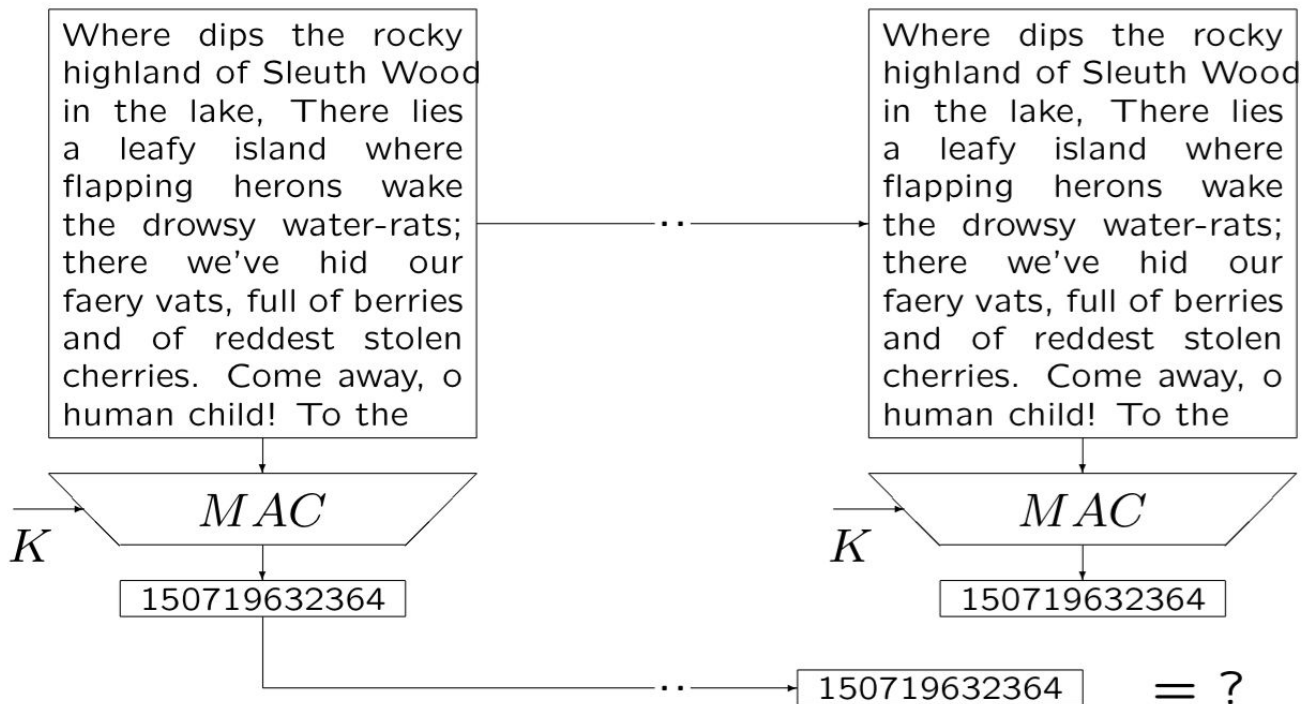 Where dips the rocky
highland of Sleuth Wood
in the lake, There lies
a leafy island where
flapping herons wake
the drowsy water-rats;
there we've hid our
faery vats, full of berries
and of reddest stolen
cherries. Come away, o
human child! To the
Where dips the rocky
highland of Sleuth Wood
in the lake, There lies
a leafy island where
flapping herons wake
the drowsy water-rats;
there we've hid our
faery vats, full of berries
and of reddest stolen
cherries. Come away, o
human child! To the
..
MAC
K
150719632364
MAC
K
150719632364
..
150719632364
= ?